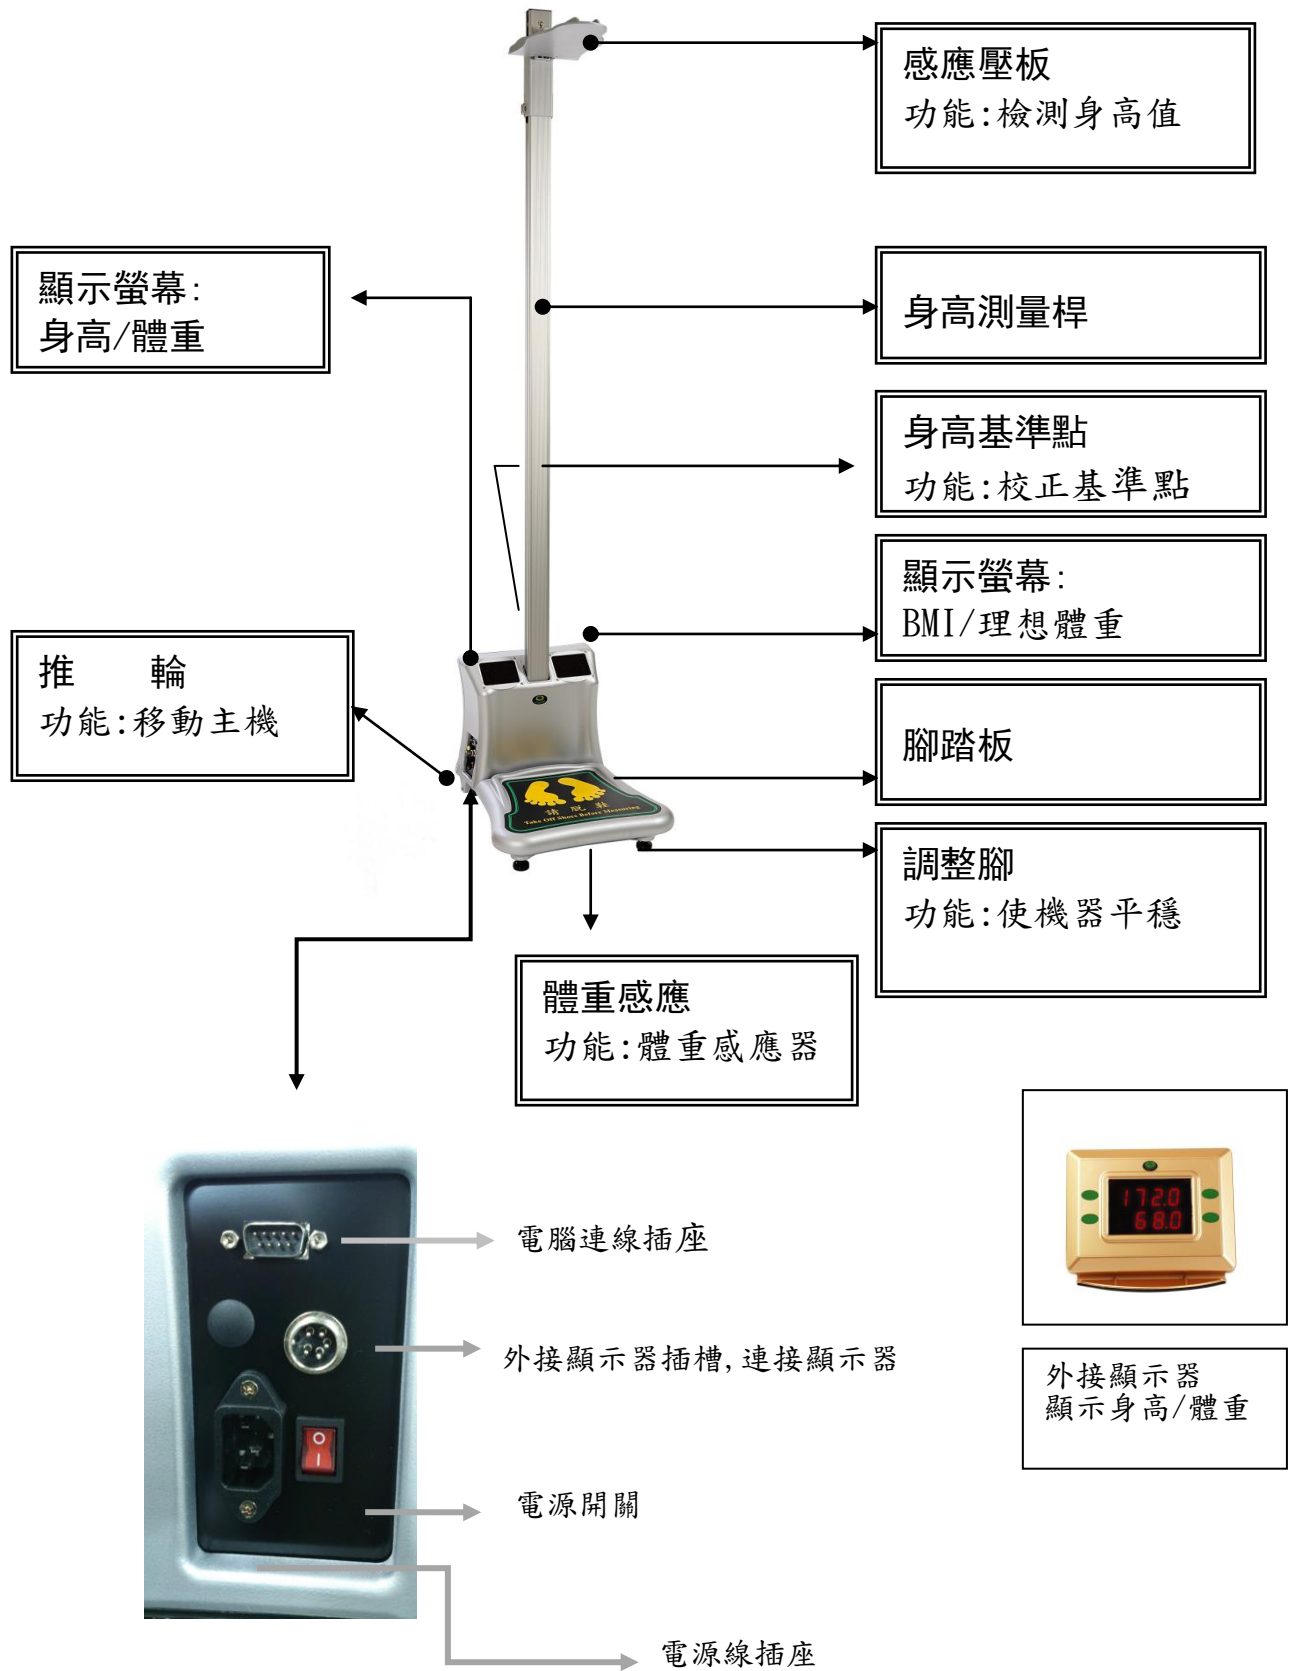 感應壓板
功能:檢測身高值
顯示螢幕:
身高/體重
身高測量桿
身高基準點
功能:校正基準點
顯示螢幕:
BMI/理想體重
推 輪
功能:移動主機
腳踏板
請脫鞋
Take Off Shoes Before Measuring
調整腳
功能:使機器平穩
體重感應
功能:體重感應器
172.0
68.0
電腦連線插座
外接顯示器插槽,連接顯示器
外接顯示器
顯示身高/體重
O
I
電源開關
電源線插座